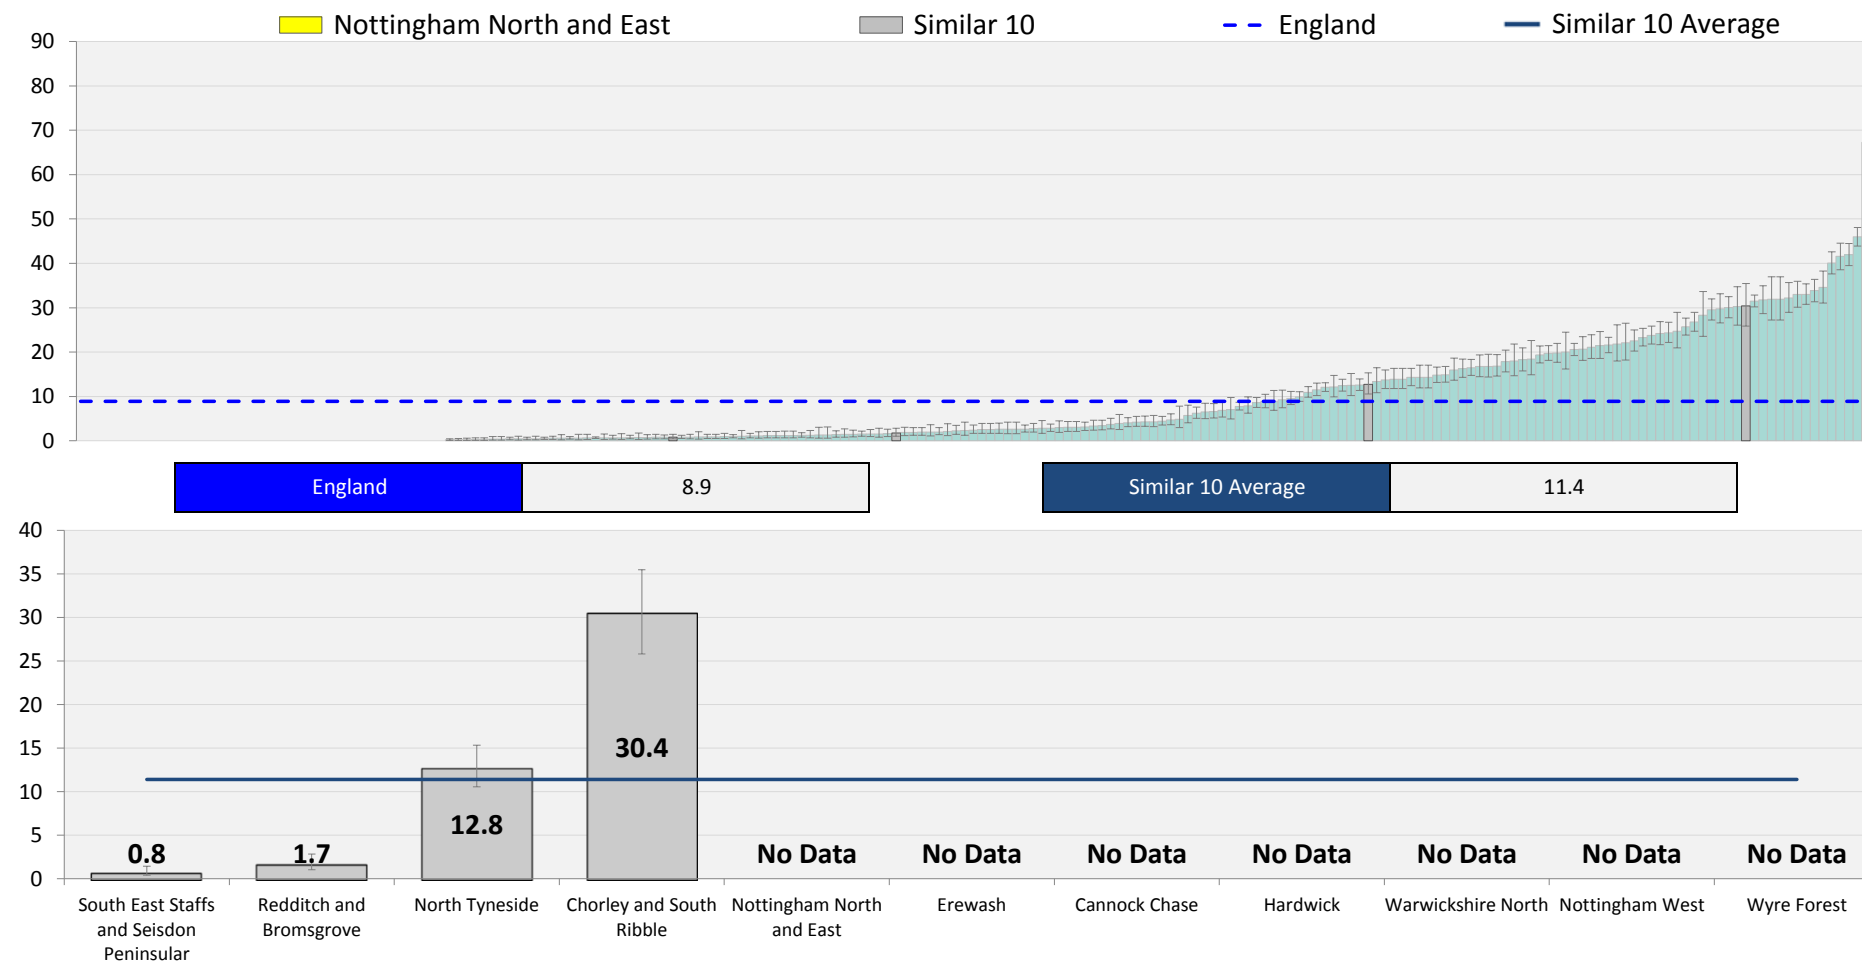 Nottingham North and East
Similar 10
England
Similar 10 Average
90
80
70
60
50
40
30
20
10
0
England
8.9
Similar 10 Average
11.4
40
35
30
25
20
15
10
5
0
0.8
1.7
12.8
30.4
No Data
No Data
No Data
No Data
No Data
No Data
No Data
South East Staffs
and Seisdon
Peninsular
Redditch and
Bromsgrove
North Tyneside
Chorley and South
Ribble
Nottingham North
and East
Erewash
Cannock Chase
Hardwick
Warwickshire North
Nottingham West
Wyre Forest